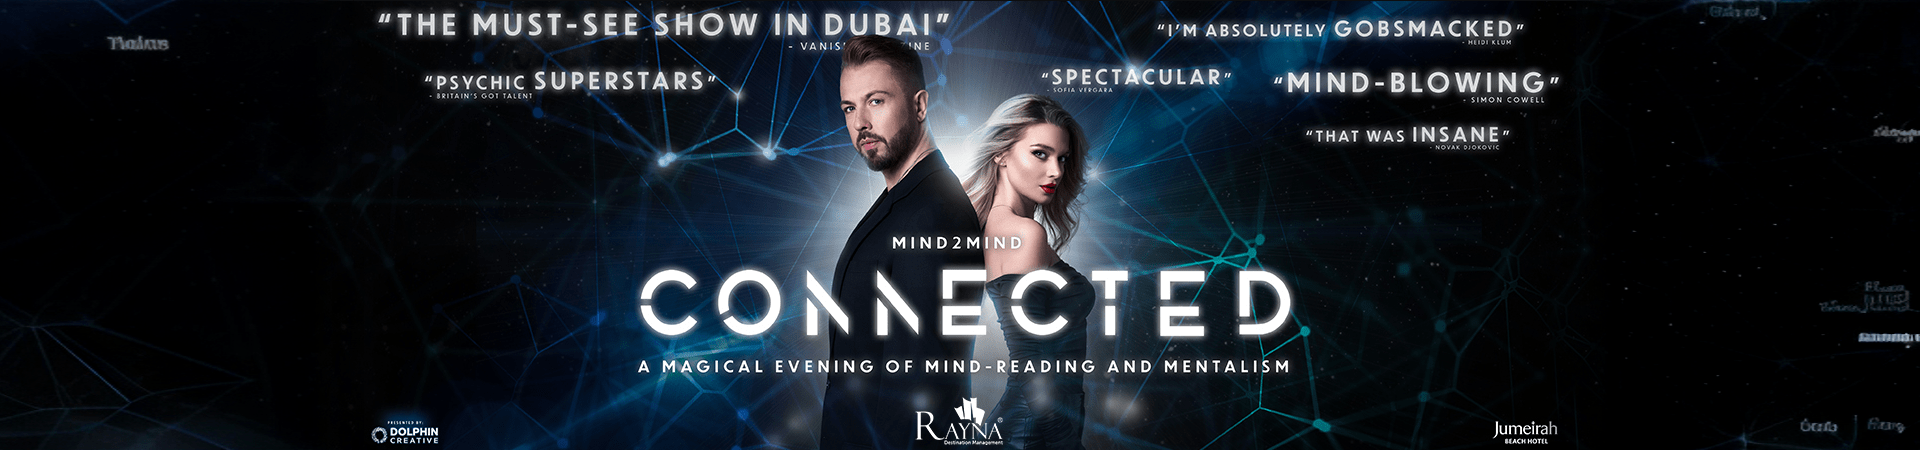 “THE MUST-SEE SHOW IN DUBAI”
“I'M ABSOLUTELY GOBSMACKED”
- HEIDI KLUM
“PSYCHIC SUPERSTARS”
- BRITAIN'S GOT TALENT
“SPECTACULAR”
- SOFIA VERGARA
“MIND-BLOWING”
- SIMON COWELL
“THAT WAS INSANE”
- NOVAK DJOKOVIC
MIND2MIND
CONNECTED
A MAGICAL EVENING OF MIND-READING AND MENTALISM
PRESENTED BY:
DOLPHIN
CREATIVE
RAYNA®
Destination Management
Jumeirah
BEACH HOTEL